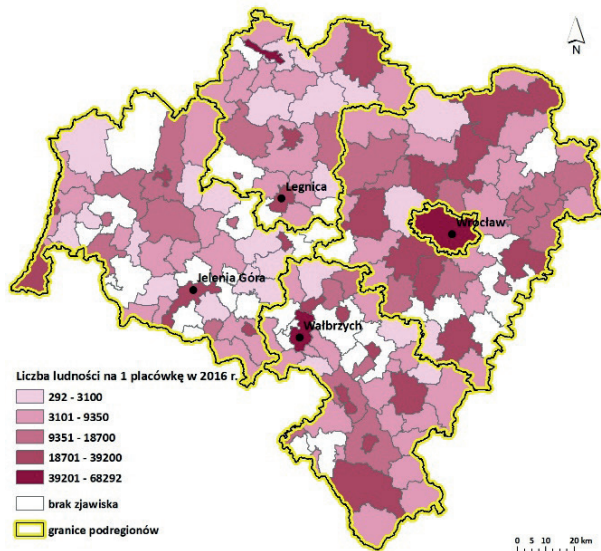 N
Legnica
Wrocław
Jelenia Góra
Wałbrzych
Liczba ludności na 1 placówkę w 2016 r.
292 - 3100
3101 - 9350
9351 - 18700
18701 - 39200
39201 - 68292
brak zjawiska
granice podregionów
0 5 10 20 km